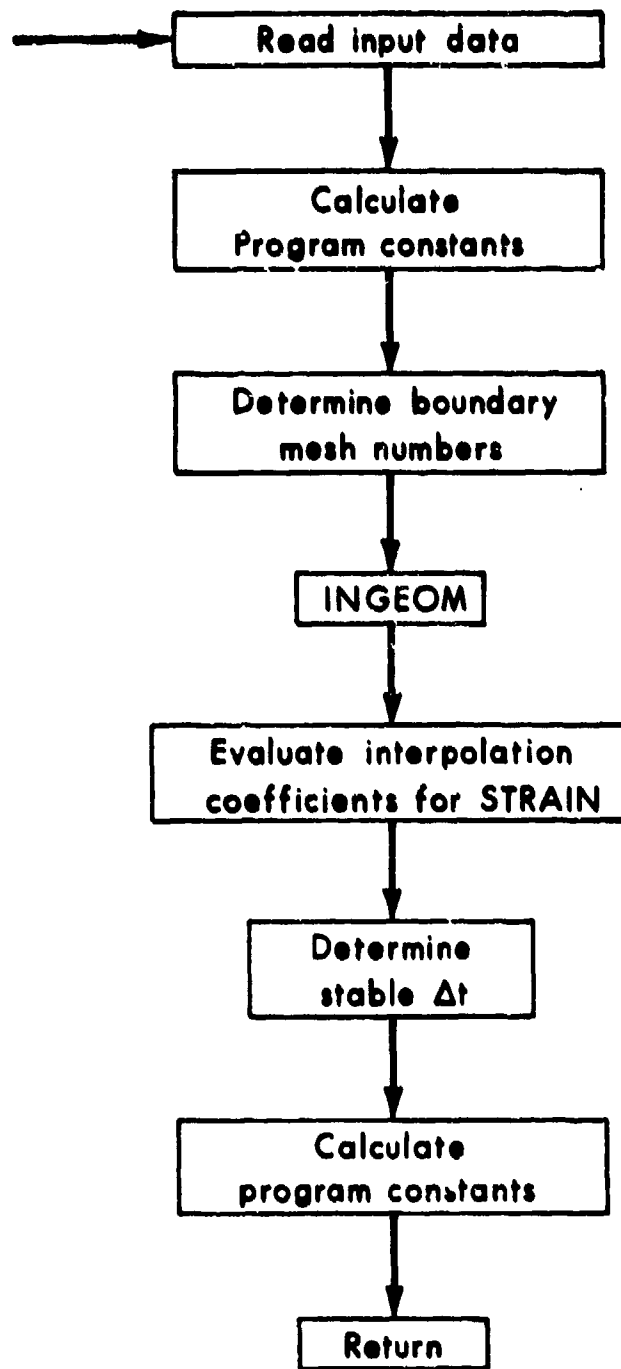 Read input data
Calculate
Program constants
Determine boundary
mesh numbers
INGEOM
Evaluate interpolation
coefficients for STRAIN
Determine
stable Δt
Calculate
program constants
Return